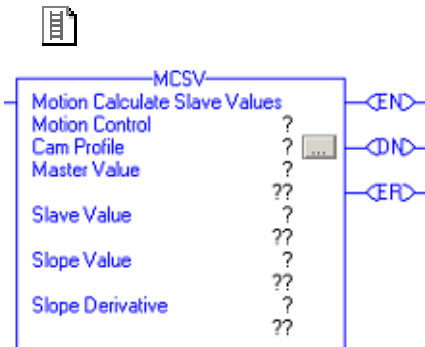 MCSV
Motion Calculate Slave Values
EN
Motion Control ?
Cam Profile ? ...
DN
Master Value ?
??
ER
Slave Value ?
??
Slope Value ?
??
Slope Derivative ?
??